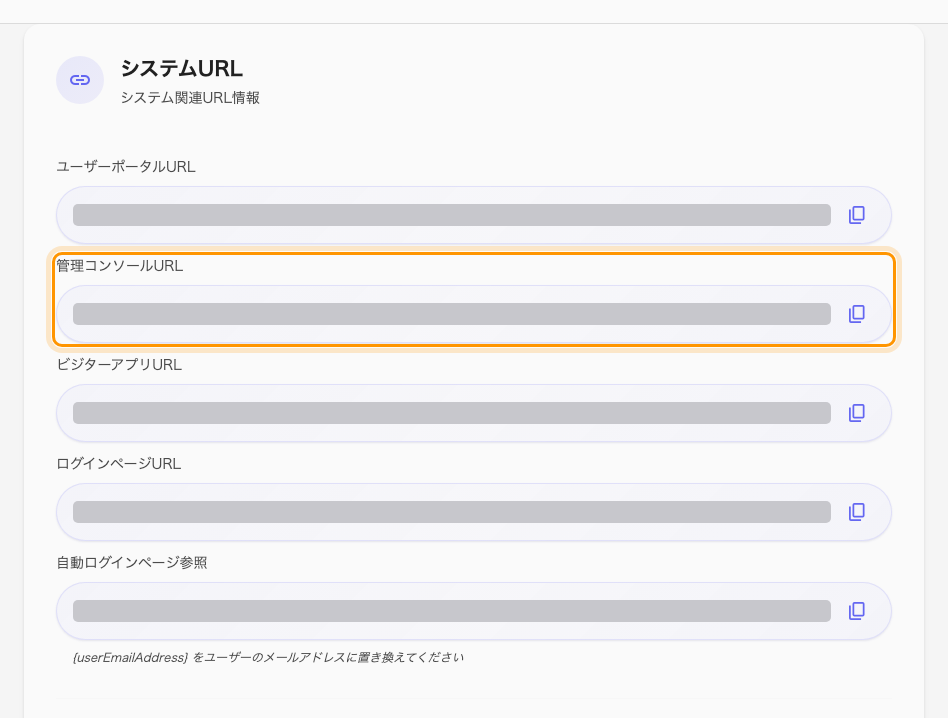 システムURL
システム関連URL情報
ユーザーポータルURL
管理コンソールURL
ビジターアプリURL
ログインページURL
自動ログインページ参照
{userEmailAddress} をユーザーのメールアドレスに置き換えてください